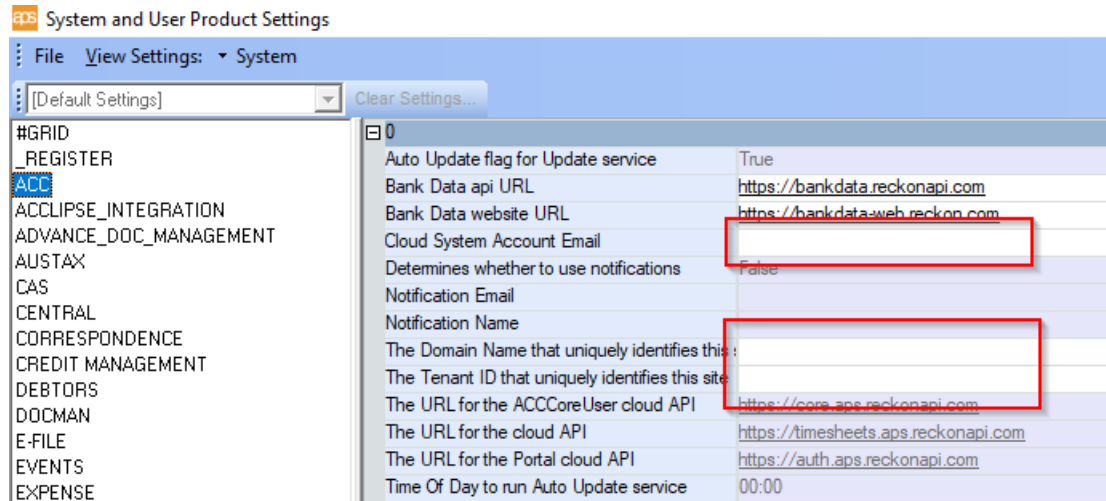 aps System and User Product Settings
File View Settings: System
[Default Settings] Clear Settings...
#GRID
_REGISTER
ACC
ACCLIPSE_INTEGRATION
ADVANCE_DOC_MANAGEMENT
AUSTAX
CAS
CENTRAL
CORRESPONDENCE
CREDIT MANAGEMENT
DEBTORS
DOCMAN
E-FILE
EVENTS
EXPENSE
0
Auto Update flag for Update service True
Bank Data api URL https://bankdata.reckonapi.com
Bank Data website URL https://bankdata-web.reckon.com
Cloud System Account Email
Determines whether to use notifications False
Notification Email
Notification Name
The Domain Name that uniquely identifies this s
The Tenant ID that uniquely identifies this site
The URL for the ACCCoreUser cloud API https://core.aps.reckonapi.com
The URL for the cloud API https://timesheets.aps.reckonapi.com
The URL for the Portal cloud API https://auth.aps.reckonapi.com
Time Of Day to run Auto Update service 00:00